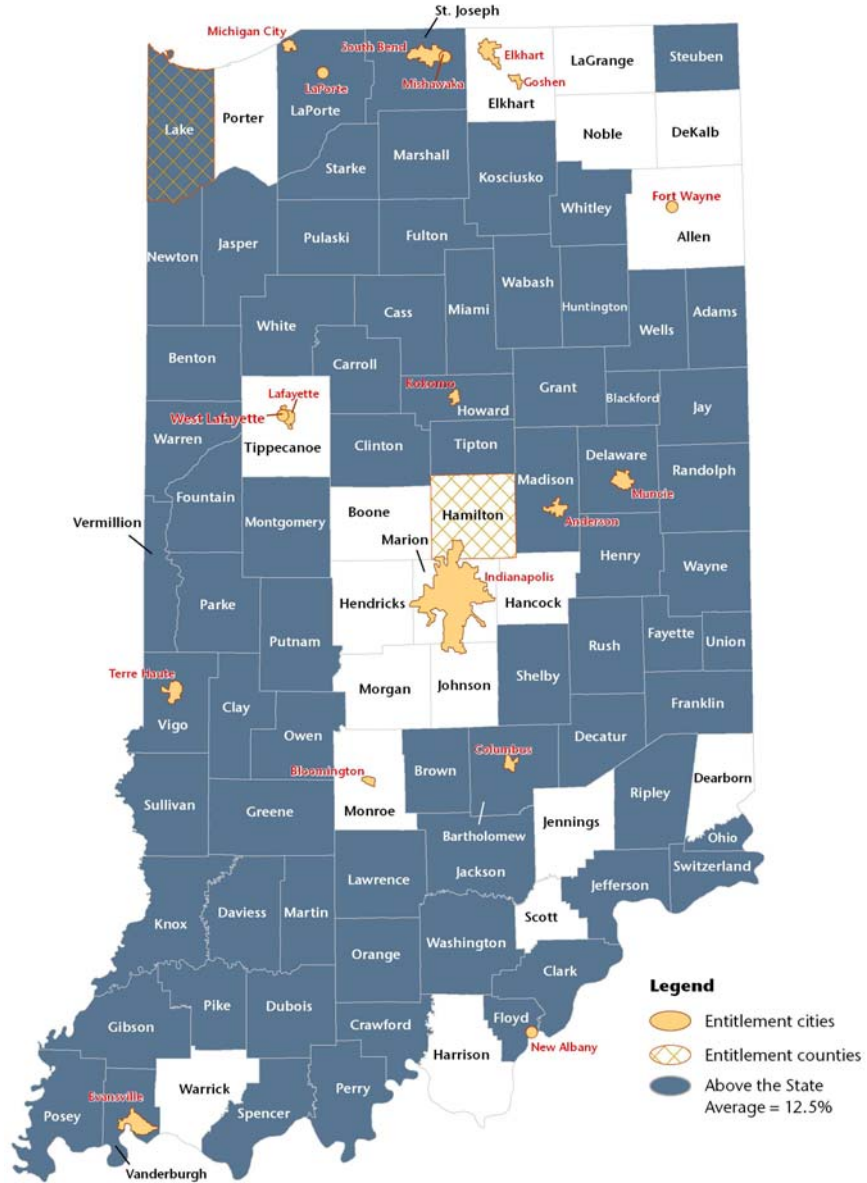 St. Joseph
Michigan City
South Bend
Elkhart
LaGrange
Steuben
LaPorte
Mishawaka
Goshen
Lake
Porter
LaPorte
Elkhart
Noble
DeKalb
Starke
Marshall
Kosciusko
Whitley
Fort Wayne
Allen
Newton
Jasper
Pulaski
Fulton
Wabash
Huntington
Miami
Cass
White
Wells
Adams
Benton
Carroll
Grant
Blackford
Jay
Kokomo
Howard
Lafayette
West Lafayette
Warren
Tippecanoe
Clinton
Tipton
Madison
Delaware
Randolph
Muncie
Fountain
Vermillion
Montgomery
Boone
Hamilton
Anderson
Marion
Henry
Wayne
Indianapolis
Hendricks
Hancock
Parke
Putnam
Rush
Fayette
Union
Shelby
Terre Haute
Morgan
Johnson
Franklin
Vigo
Clay
Owen
Decatur
Columbus
Bloomington
Brown
Dearborn
Sullivan
Greene
Monroe
Ripley
Jennings
Bartholomew
Ohio
Jackson
Switzerland
Lawrence
Jefferson
Knox
Daviess
Martin
Scott
Washington
Orange
Clark
Pike
Dubois
Gibson
Crawford
Floyd
New Albany
Harrison
Warrick
Perry
Evansville
Spencer
Posey
Vanderburgh
Legend
Entitlement cities
Entitlement counties
Above the State
Average = 12.5%